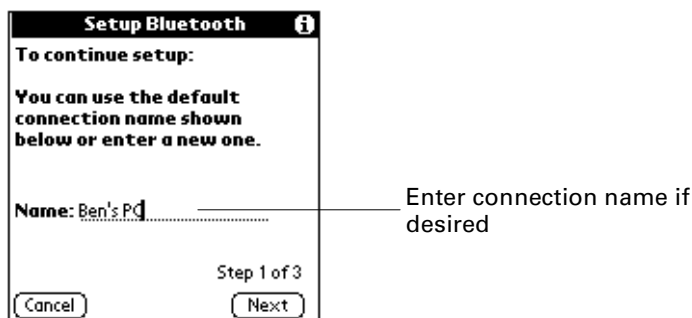 Setup Bluetooth i
To continue setup:
You can use the default
connection name shown
below or enter a new one.
Name: Ben's PC
Enter connection name if
desired
Step 1 of 3
Cancel Next